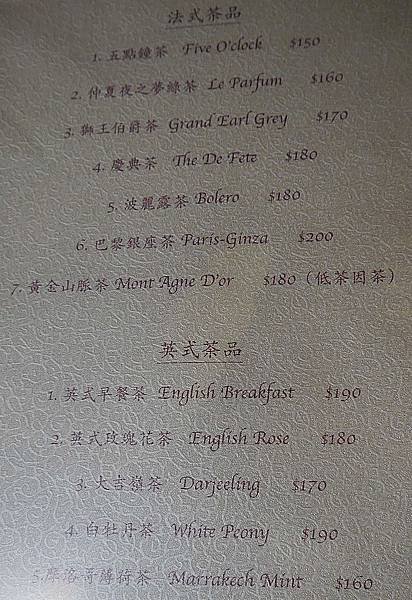 法式茶品
1. 五點鐘茶 Five O'clock $150
2. 仲夏夜之夢綠茶 Le Parfum $160
3. 獅王伯爵茶 Grand Earl Grey $170
4. 慶典茶 The De Fete $180
5. 波麗露茶 Bolero $180
6. 巴黎銀座茶 Paris-Ginza $200
7. 黃金山脈茶 Mont Agne D'or $180 (低茶因茶)
英式茶品
1. 英式早餐茶 English Breakfast $190
2. 英式玫瑰花茶 English Rose $180
3. 大吉嶺茶 Darjeeling $170
4. 白牡丹茶 White Peony $190
5. 摩洛哥薄荷茶 Marrakech Mint $160